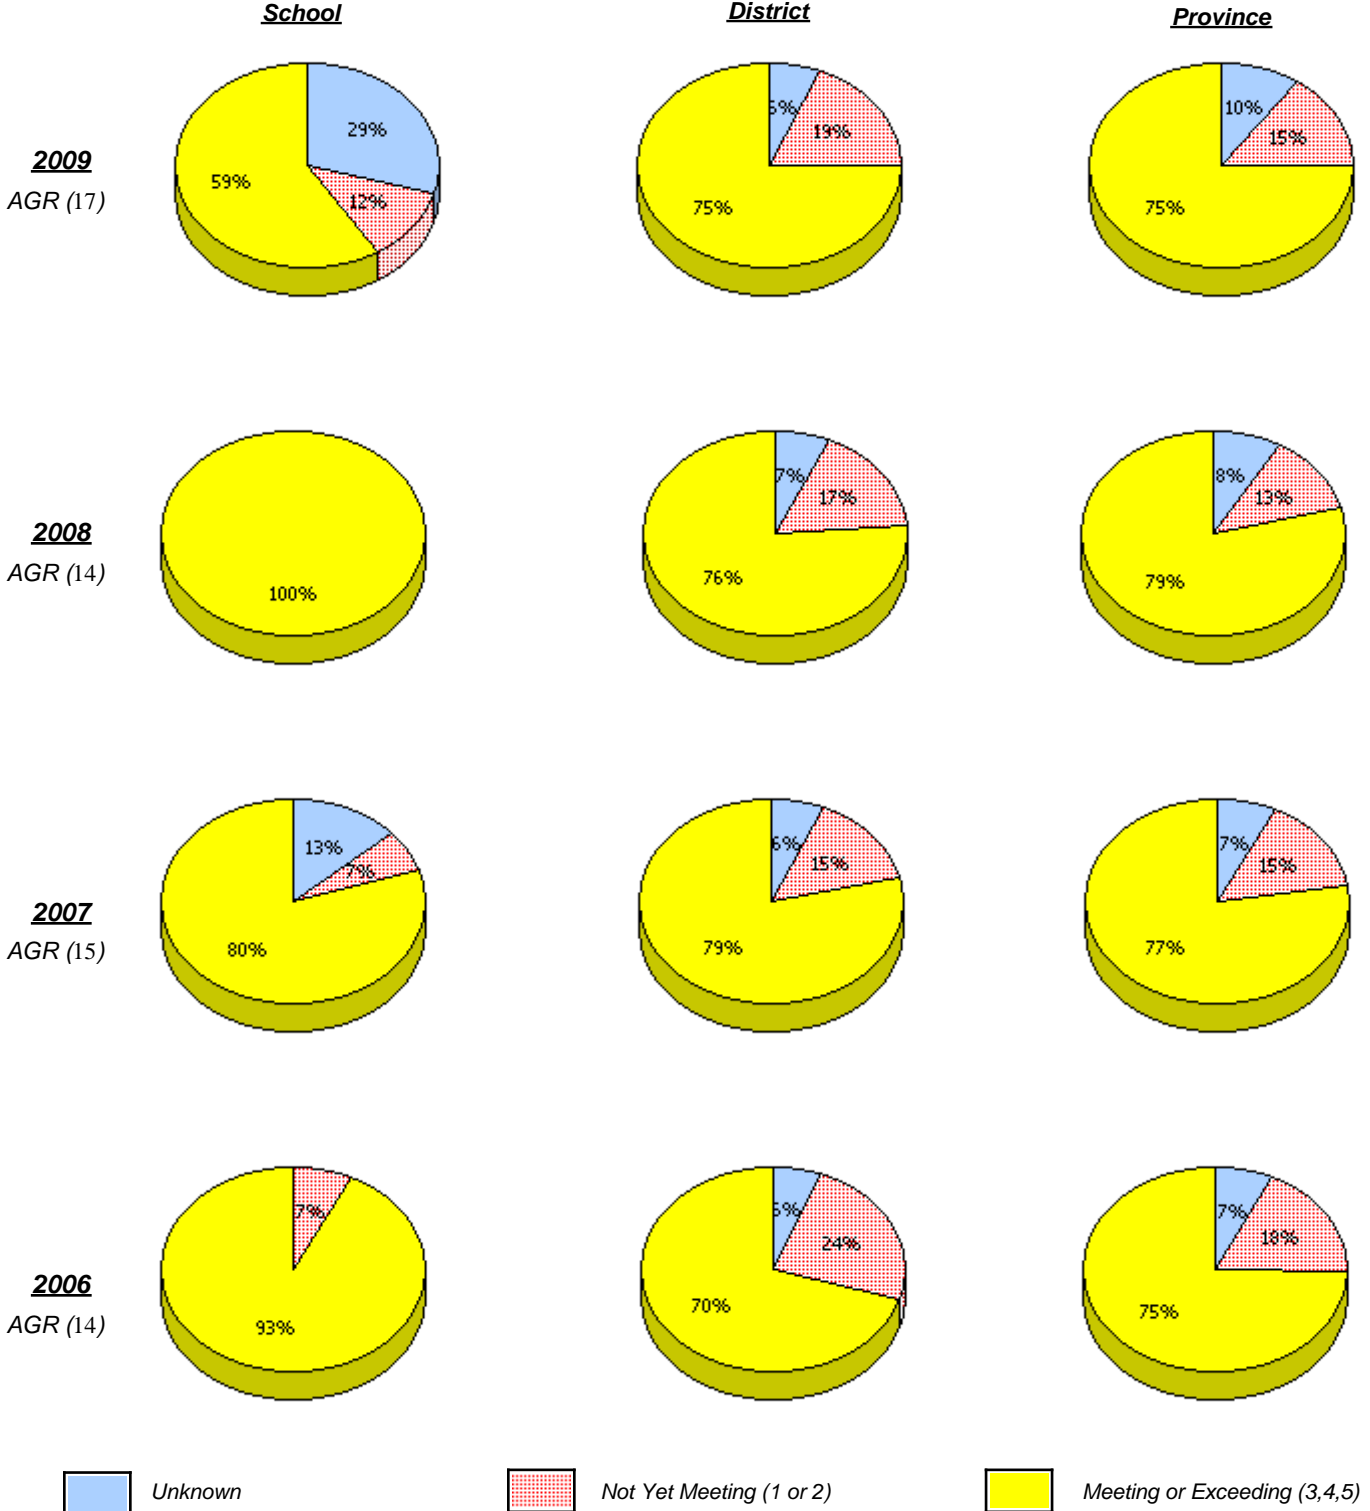 School District Province
29% 19% 10%
15%
2009
AGR (17)
59% 12% 75% 75%
7% 17% 8% 13%
2008
AGR (14)
100% 76% 79%
13% 7% 6% 15% 7% 15%
2007
AGR (15)
80% 79% 77%
7% 24% 7% 18%
2006
AGR (14)
93% 70% 75%
Unknown Not Yet Meeting (1 or 2) Meeting or Exceeding (3,4,5)